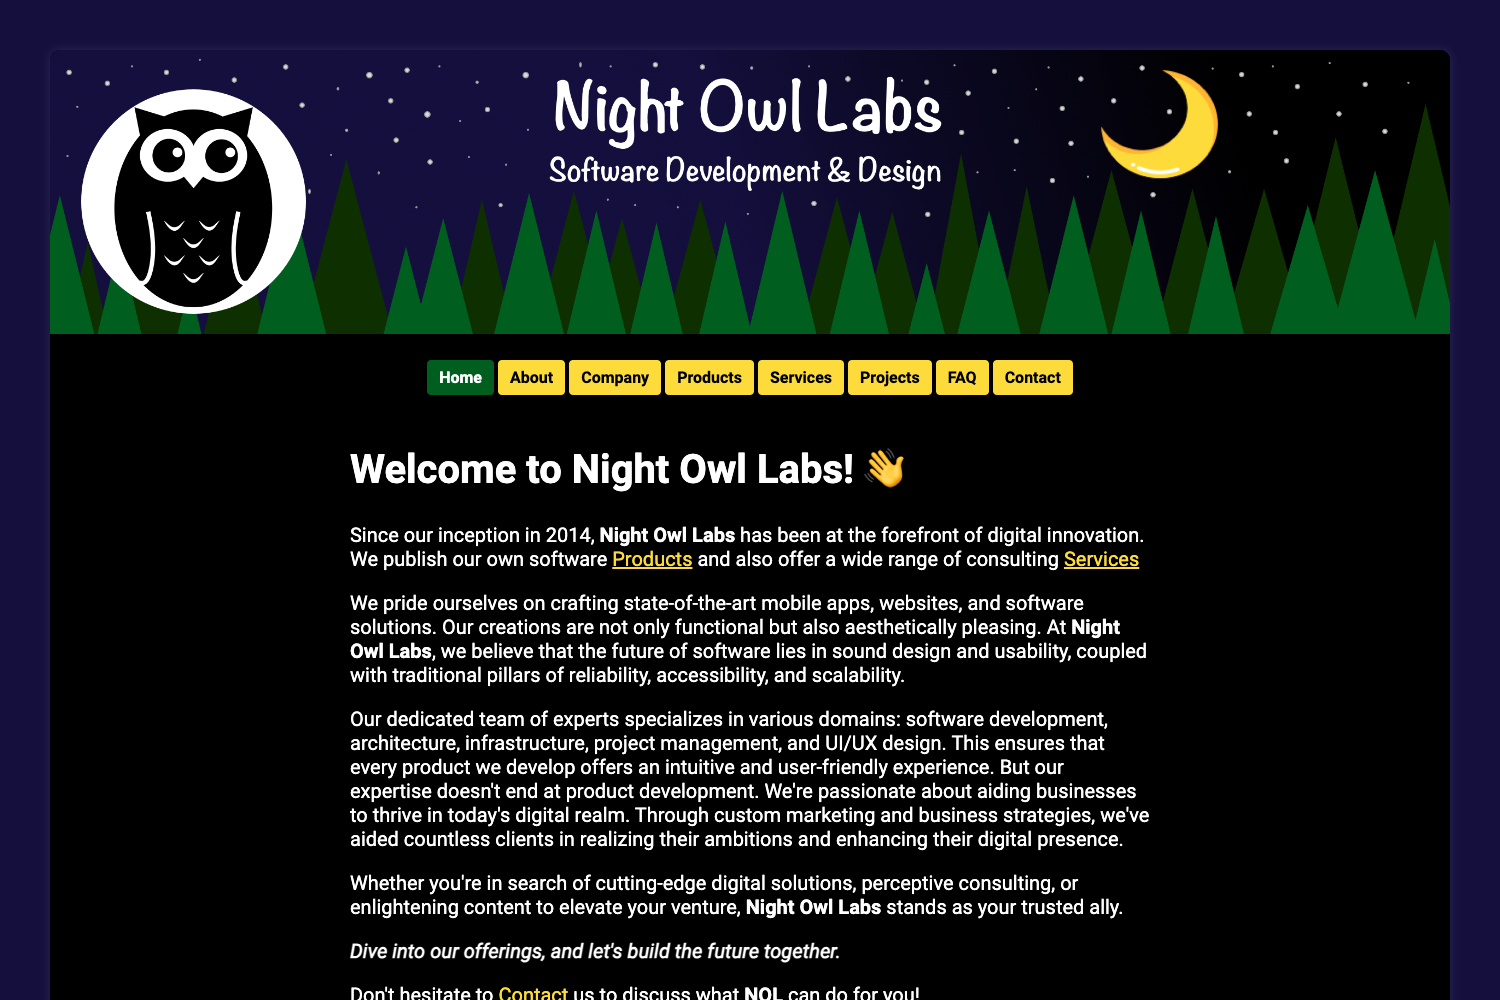 Night Owl Labs
Software Development & Design
Home About Company Products Services Projects FAQ Contact
Welcome to Night Owl Labs! 👋
Since our inception in 2014, Night Owl Labs has been at the forefront of digital innovation.
We publish our own software Products and also offer a wide range of consulting Services
We pride ourselves on crafting state-of-the-art mobile apps, websites, and software
solutions. Our creations are not only functional but also aesthetically pleasing. At Night
Owl Labs, we believe that the future of software lies in sound design and usability, coupled
with traditional pillars of reliability, accessibility, and scalability.
Our dedicated team of experts specializes in various domains: software development,
architecture, infrastructure, project management, and UI/UX design. This ensures that
every product we develop offers an intuitive and user-friendly experience. But our
expertise doesn't end at product development. We're passionate about aiding businesses
to thrive in today's digital realm. Through custom marketing and business strategies, we've
aided countless clients in realizing their ambitions and enhancing their digital presence.
Whether you're in search of cutting-edge digital solutions, perceptive consulting, or
enlightening content to elevate your venture, Night Owl Labs stands as your trusted ally.
Dive into our offerings, and let's build the future together.
Don't hesitate to Contact us to discuss what NOL can do for you!